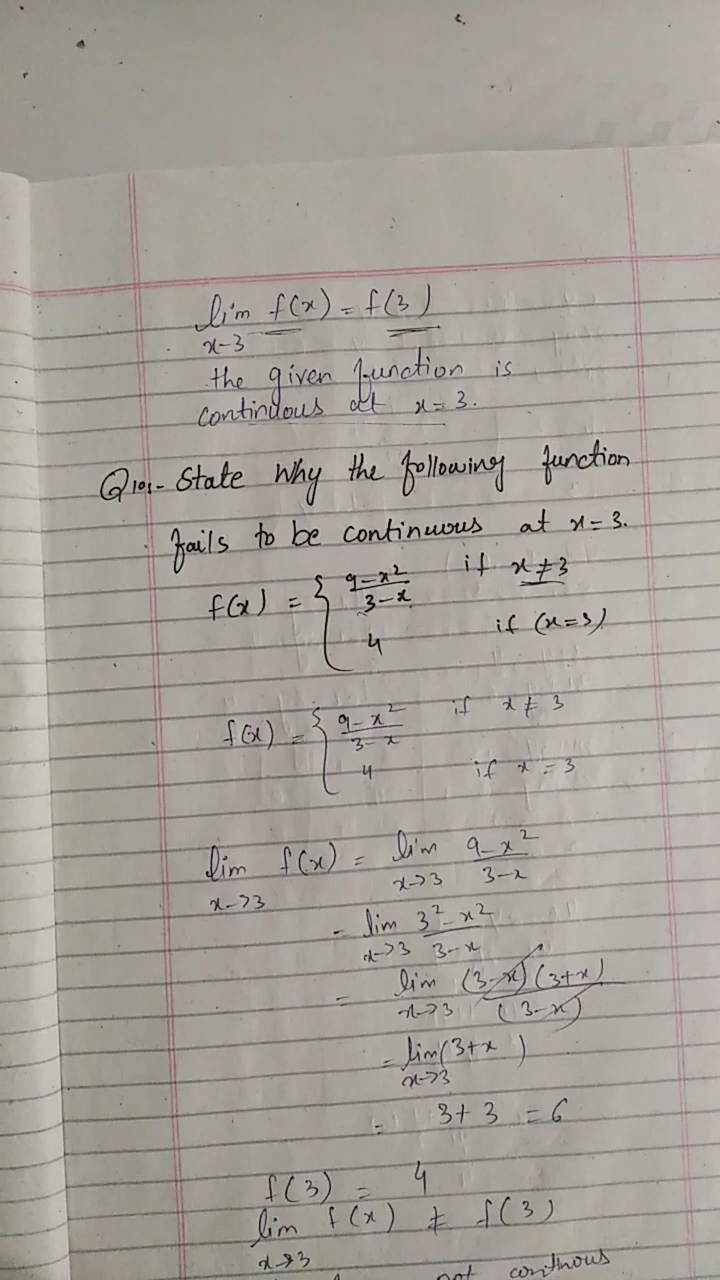 lim f(x) = f(3)
x-3
the given function is
continuous at x = 3.
Q101- State Why the following function
fails to be continuous at x = 3.
f(x) = { 9-x²/3-x if x ≠ 3
4 if (x=3)
f(x) = { 9-x²/3-x if x ≠ 3
4 if x = 3
lim f(x) = lim 9-x²/3-x
x->3 x->3
= lim 3²-x²/3-x
x->3
= lim (3-x)(3+x)/(3-x)
x->3
= lim(3+x)
x->3
= 3+3 = 6
f(3) = 4
lim f(x) ≠ f(3)
x->3
not continous